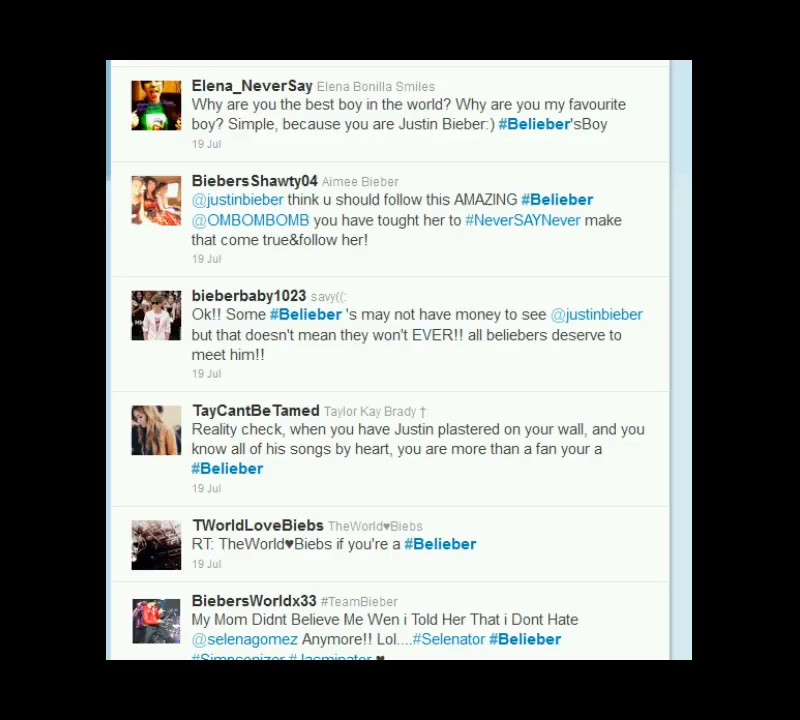 Elena_NeverSay Elena Bonilla Smiles
Why are you the best boy in the world? Why are you my favourite
boy? Simple, because you are Justin Bieber:) #Belieber'sBoy
19 Jul
BiebersShawty04 Aimee Bieber
@justinbieber think u should follow this AMAZING #Belieber
@OMBOMBOMB you have tought her to #NeverSAYNever make
that come true&follow her!
19 Jul
bieberbaby1023 savy((:
Ok!! Some #Belieber 's may not have money to see @justinbieber
but that doesn't mean they won't EVER!! all beliebers deserve to
meet him!!
19 Jul
TayCantBeTamed Taylor Kay Brady †
Reality check, when you have Justin plastered on your wall, and you
know all of his songs by heart, you are more than a fan your a
#Belieber
19 Jul
TWorldLoveBiebs TheWorld♥Biebs
RT: TheWorld♥Biebs if you're a #Belieber
19 Jul
BiebersWorldx33 #TeamBieber
My Mom Didnt Believe Me Wen i Told Her That i Dont Hate
@selenagomez Anymore!! Lol....#Selenator #Belieber
#Simpsonizer #Jasminator ♥